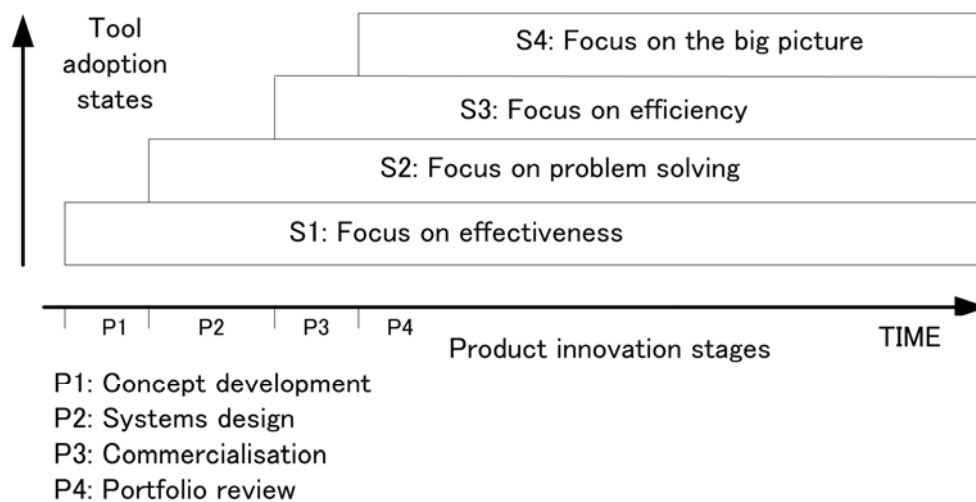 Tool
adoption
states
S4: Focus on the big picture
S3: Focus on efficiency
S2: Focus on problem solving
S1: Focus on effectiveness
P1 P2 P3 P4
TIME
Product innovation stages
P1: Concept development
P2: Systems design
P3: Commercialisation
P4: Portfolio review